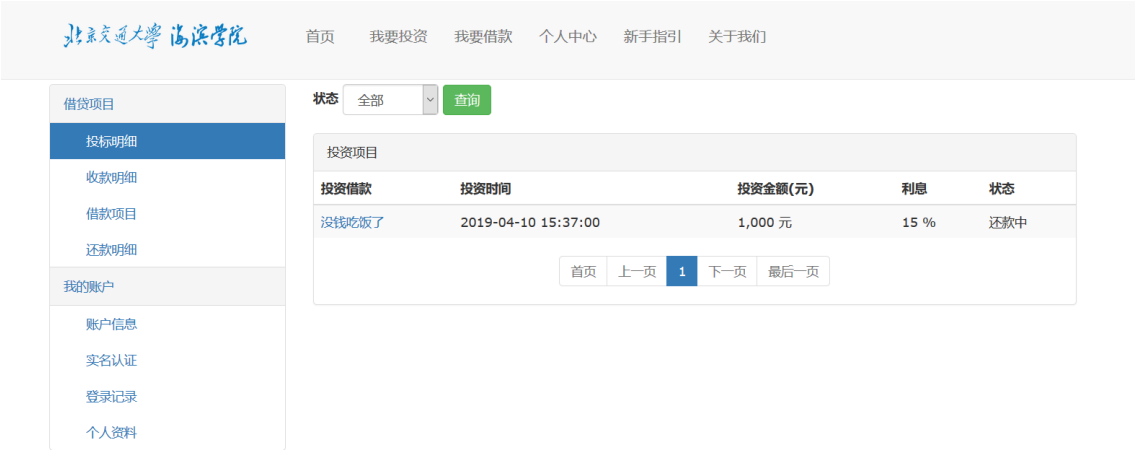 北京交通大學 海滨学院 首页 我要投资 我要借款 个人中心 新手指引 关于我们
借贷项目
投标明细
收款明细
借款项目
还款明细
我的账户
账户信息
实名认证
登录记录
个人资料
状态 全部 查询
投资项目
投资借款 投资时间 投资金额(元) 利息 状态
没钱吃饭了 2019-04-10 15:37:00 1,000 元 15 % 还款中
首页 上一页 1 下一页 最后一页